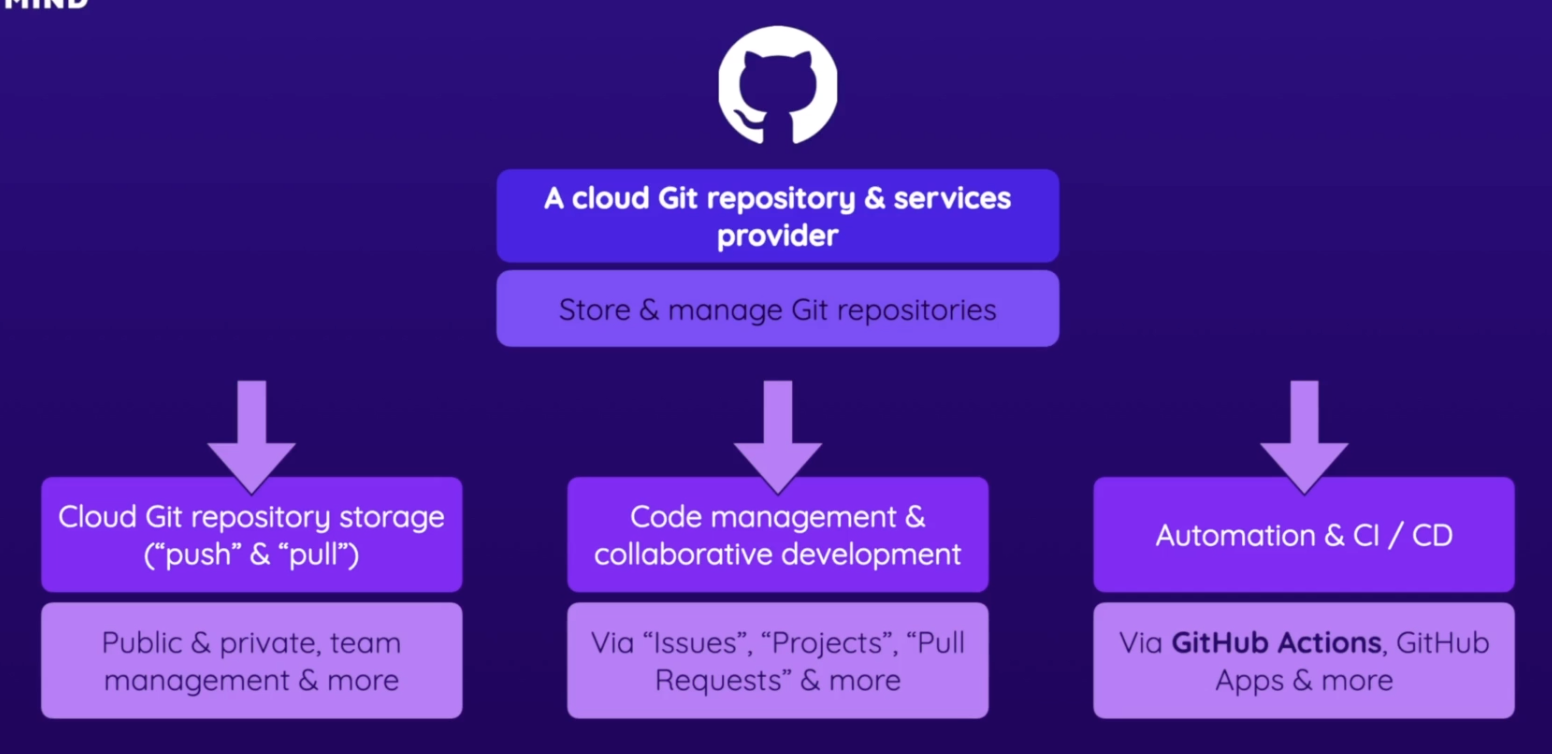 MIND
A cloud Git repository & services
provider
Store & manage Git repositories
Cloud Git repository storage
(“push” & “pull”)
Public & private, team
management & more
Code management &
collaborative development
Via “Issues”, “Projects”, “Pull
Requests” & more
Automation & CI / CD
Via GitHub Actions, GitHub
Apps & more